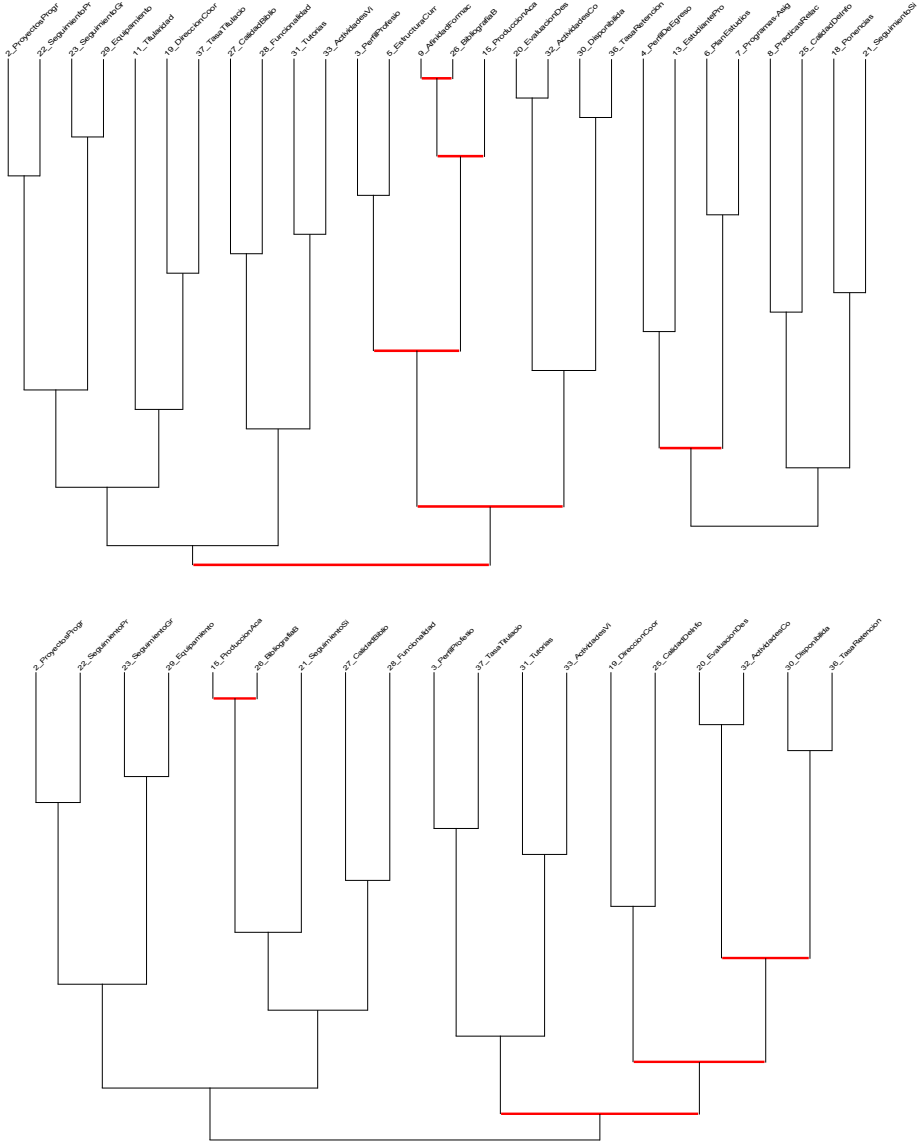 2_ProyectosProgr
22_SeguimientoPr
23_SeguimientoGr
29_Equipamiento
11_Titularidad
19_DireccionCoor
37_TasaTitulacio
27_CalidadBiblio
28_Funcionalidad
31_Tutorias
33_ActividadesVi
3_PerfilProfesio
5_EstructuraCurr
9_AfinidadFormac
26_BibliografiaB
15_ProduccionAca
20_EvaluacionDes
32_ActividadesCo
30_Disponibilida
36_TasaRetencion
4_PerfilDeEgreso
13_EstudiantePro
6_PlanEstudios
7_Programas-Asig
8_PracticasRelac
25_CalidadDeInfo
18_Ponencias
21_SeguimientoSi
2_ProyectosProgr
22_SeguimientoPr
23_SeguimientoGr
29_Equipamiento
15_ProduccionAca
26_BibliografiaB
21_SeguimientoSi
27_CalidadBiblio
28_Funcionalidad
3_PerfilProfesio
37_TasaTitulacio
31_Tutorias
33_ActividadesVi
19_DireccionCoor
25_CalidadDeInfo
20_EvaluacionDes
32_ActividadesCo
30_Disponibilida
36_TasaRetencion